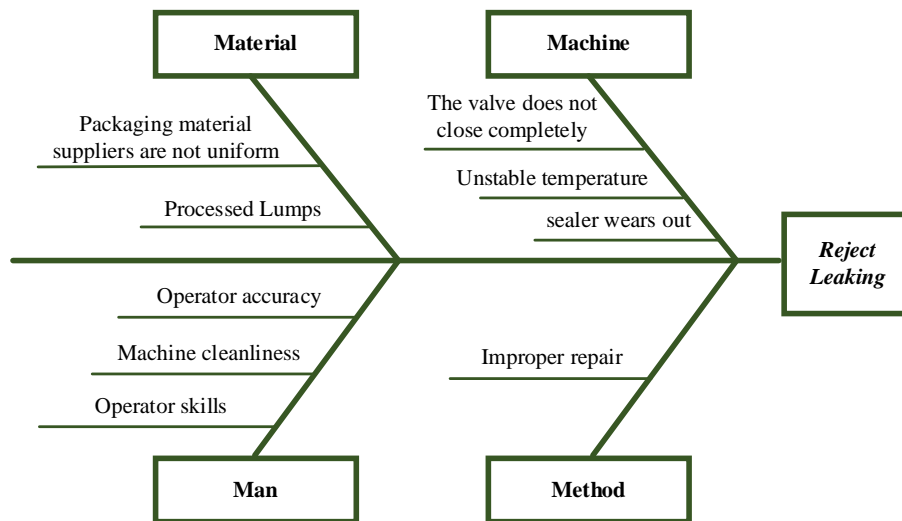 Material
Machine
Packaging material
suppliers are not uniform
Processed Lumps
The valve does not
close completely
Unstable temperature
sealer wears out
Reject
Leaking
Operator accuracy
Machine cleanliness
Operator skills
Improper repair
Man
Method